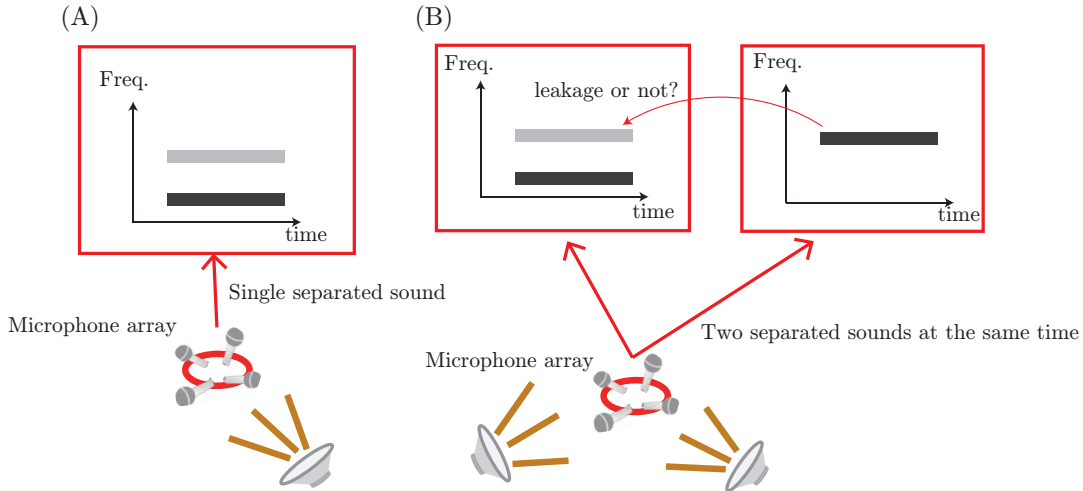 (A)
Freq.
time
Single separated sound
Microphone array
(B)
Freq.
leakage or not?
time
Freq.
time
Two separated sounds at the same time
Microphone array